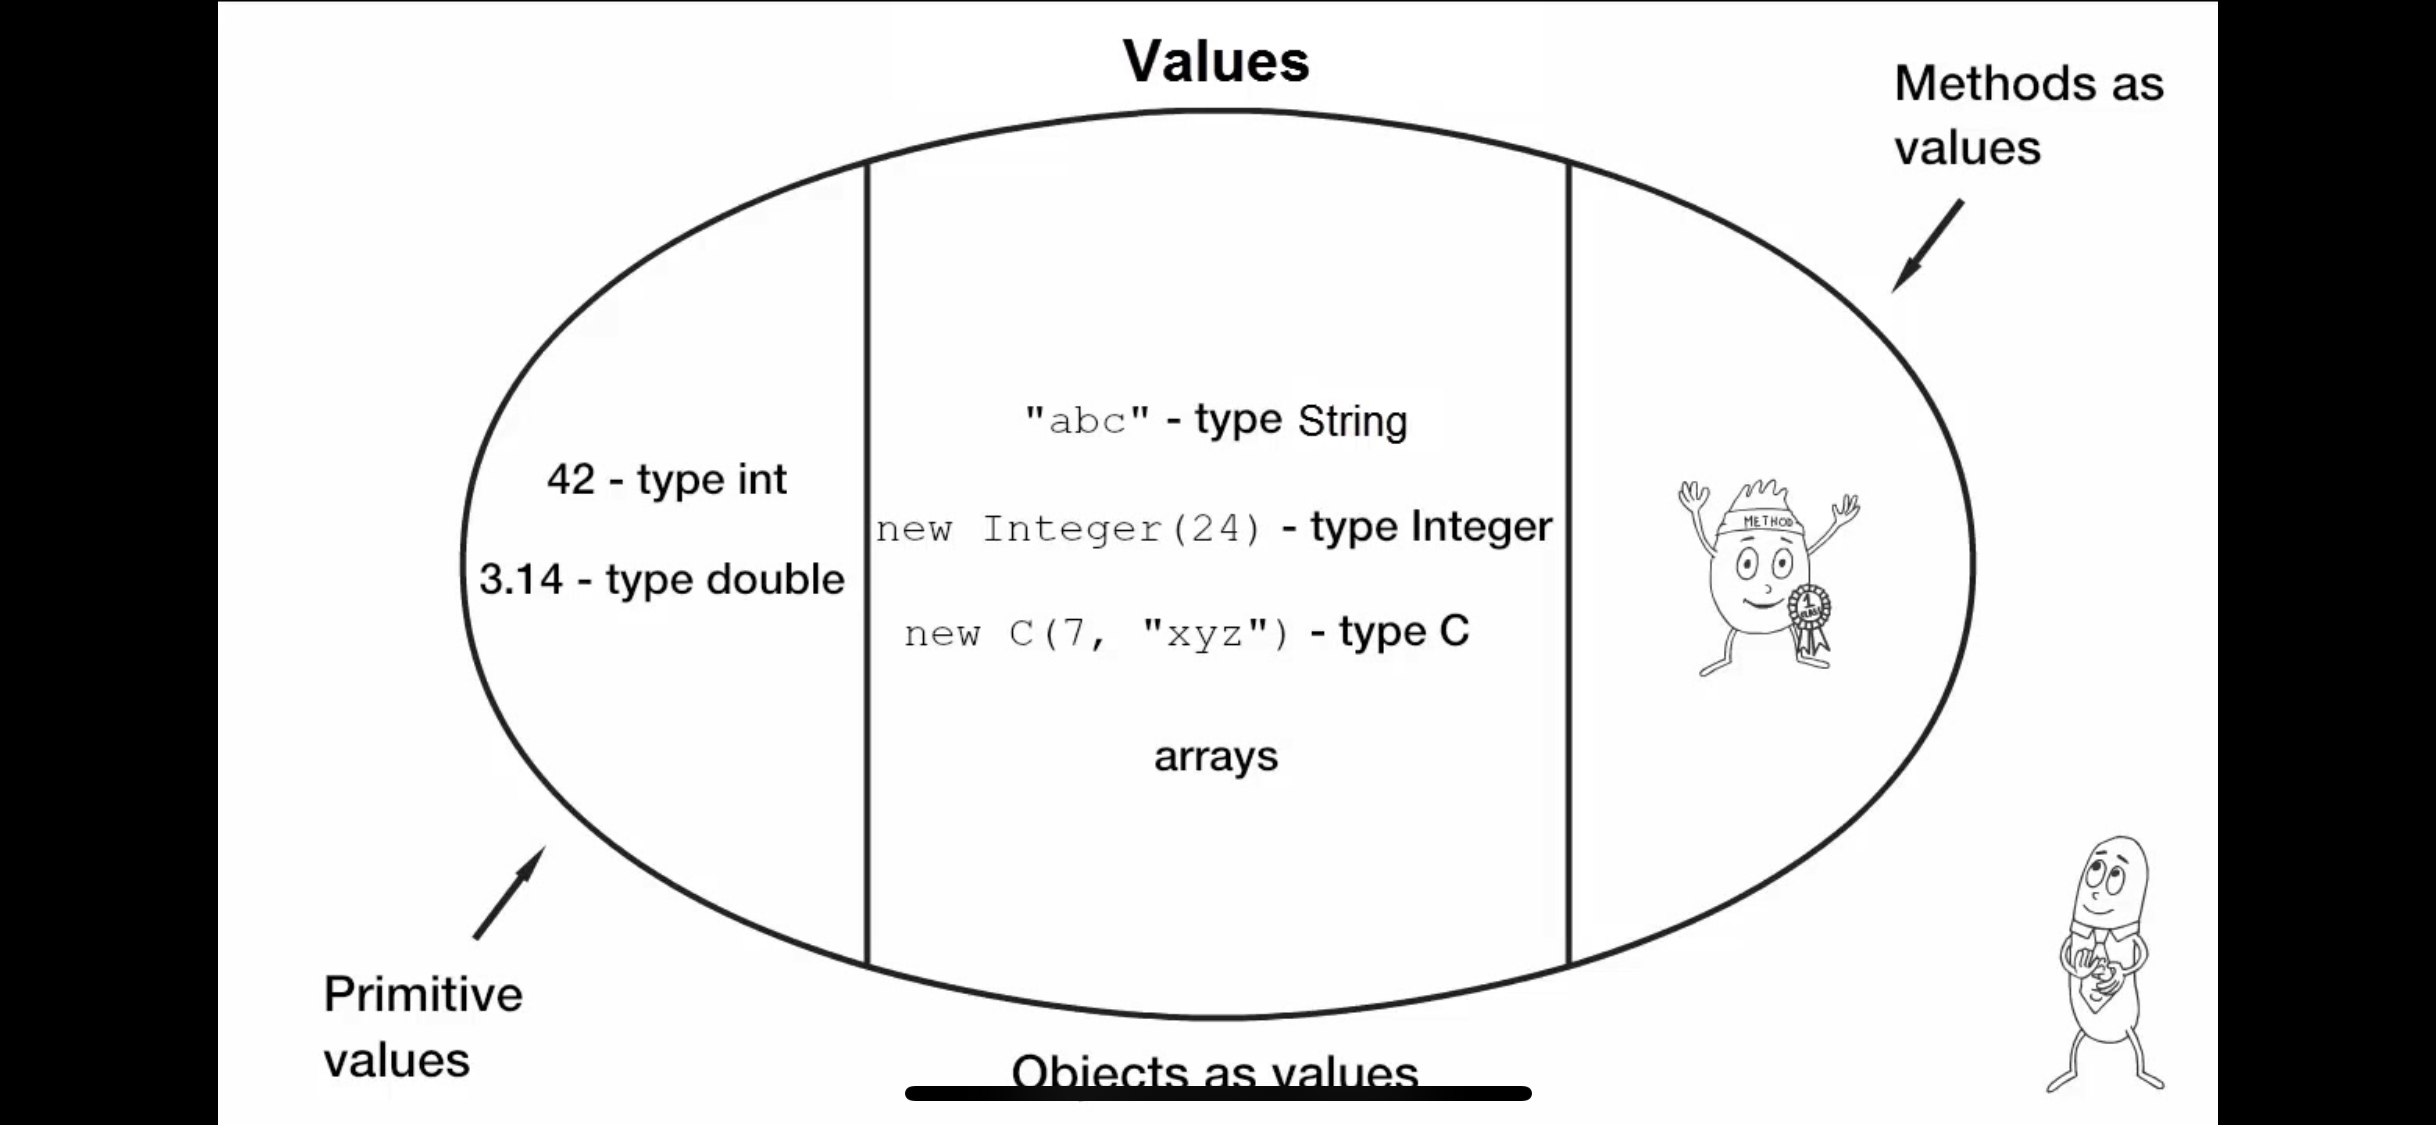 Values
Methods as
values
"abc" - type String
42 - type int
new Integer(24) - type Integer
3.14 - type double
new C(7, "xyz") - type C
arrays
METHOD
1
CLASS
Primitive
values
Objects as values